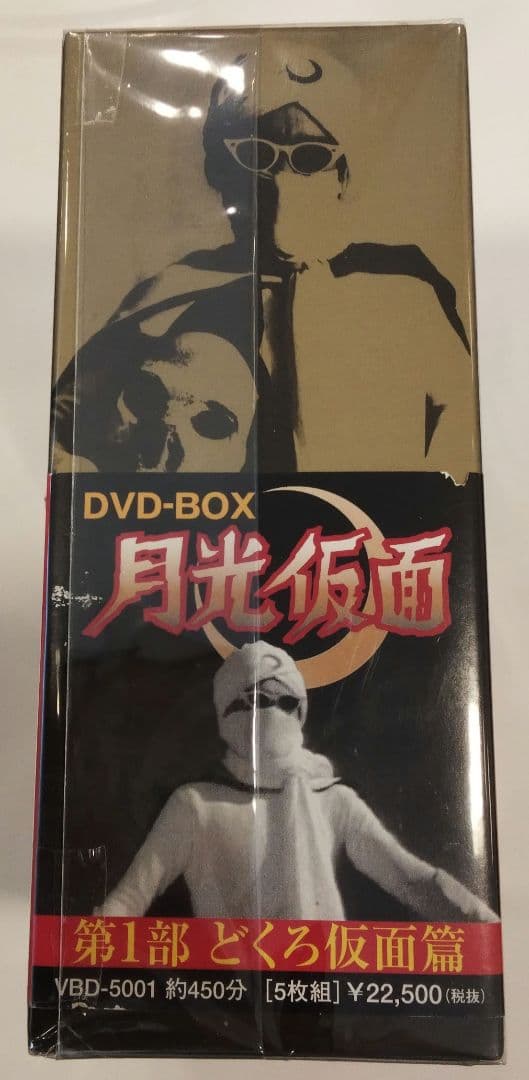 DVD-BOX
月光仮面
第1部 どくろ仮面篇
VBD-5001 約450分 [5枚組] ¥22,500(税抜)